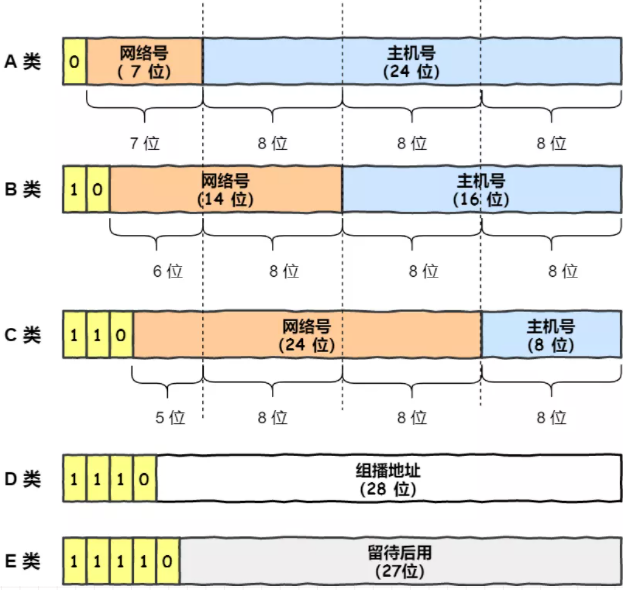 A 类
0
网络号
( 7 位)
主机号
(24 位)
7 位
8 位
8 位
8 位
B 类
1 0
网络号
(14 位)
主机号
(16 位)
6 位
8 位
8 位
8 位
C 类
1 1 0
网络号
(24 位)
主机号
(8 位)
5 位
8 位
8 位
8 位
D 类
1 1 1 0
组播地址
(28 位)
E 类
1 1 1 1 0
留待后用
(27位)